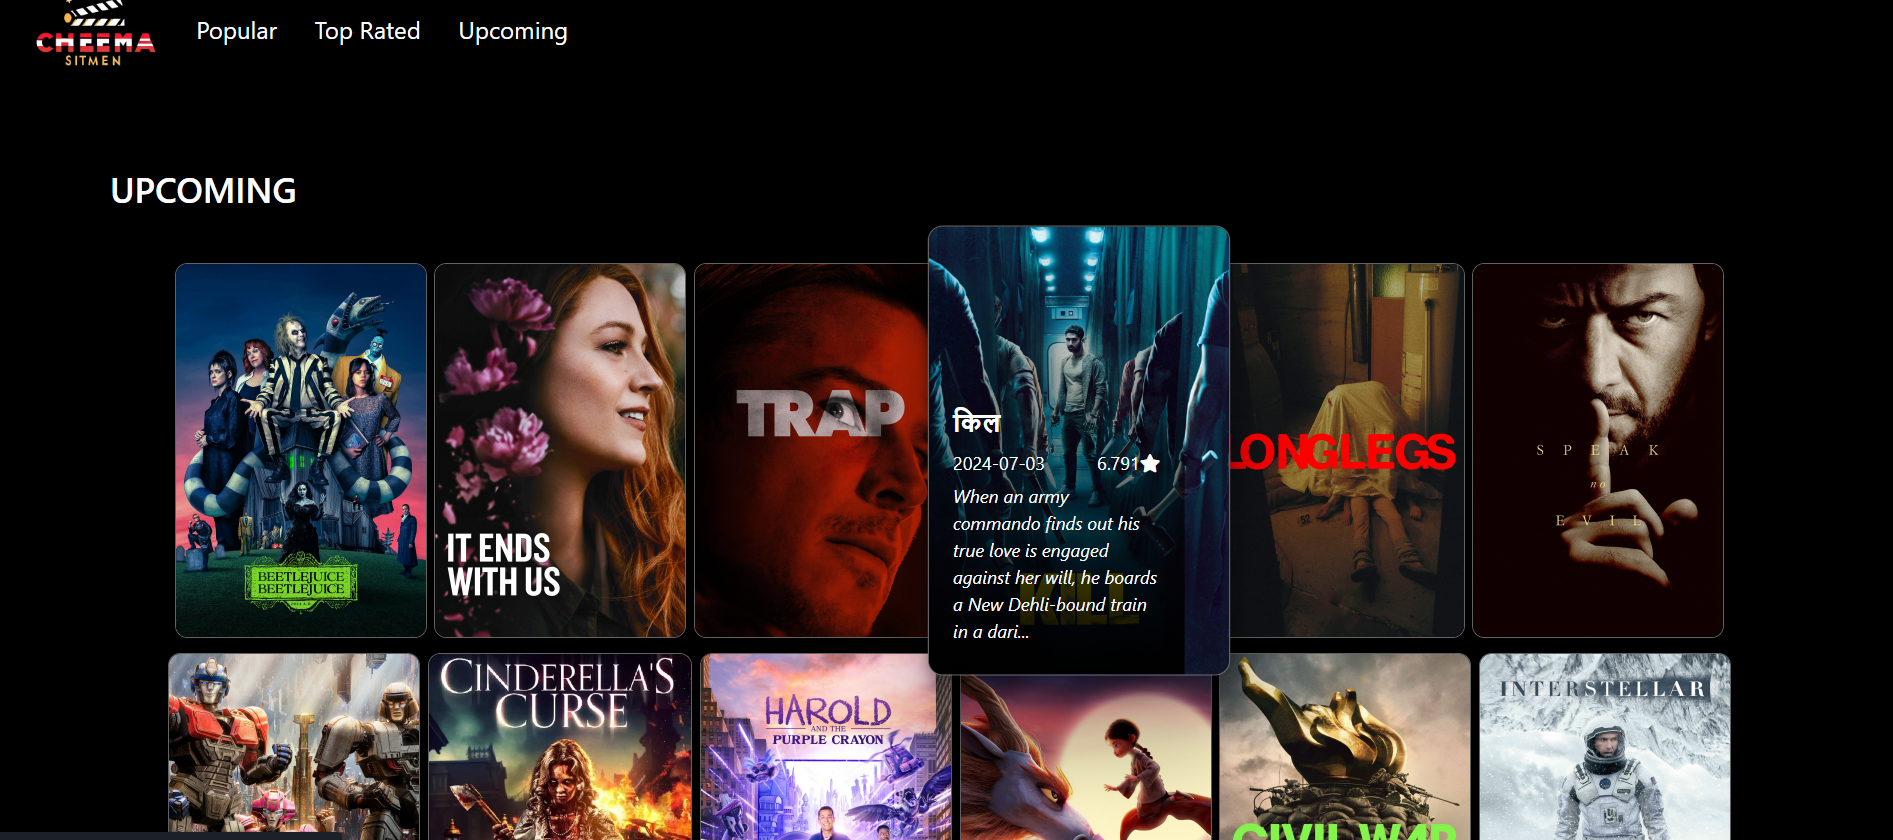 CHEEMA
SITMEN
Popular
Top Rated
Upcoming
UPCOMING
BEETLEJUICE
BEETLEJUICE
IT ENDS
WITH US
TRAP
किल
2024-07-03
6.791
When an army
commando finds out his
true love is engaged
against her will, he boards
a New Dehli-bound train
in a dari...
KILL
LONGLEGS
SPEAK
no
EVIL
CINDERELLA'S
CURSE
HAROLD
AND THE
PURPLE CRAYON
CIVIL WAR
INTERSTELLAR